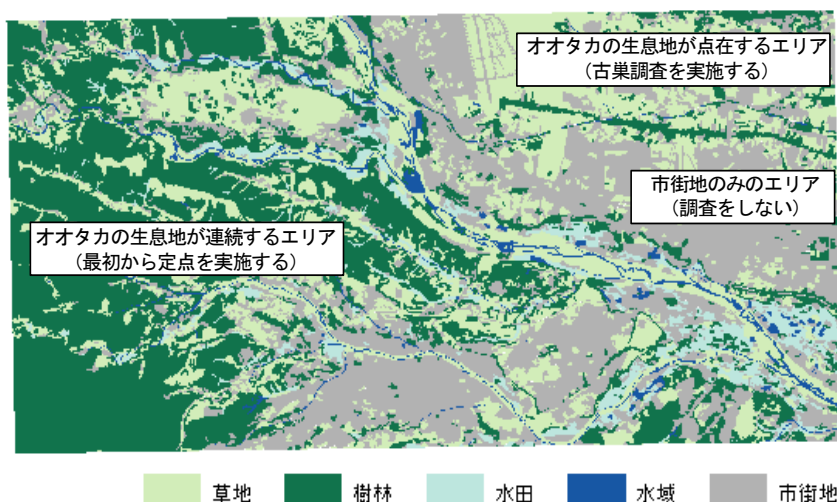 オオタカの生息地が点在するエリア
(古巣調査を実施する)
市街地のみのエリア
(調査をしない)
オオタカの生息地が連続するエリア
(最初から定点を実施する)
草地
樹林
水田
水域
市街地